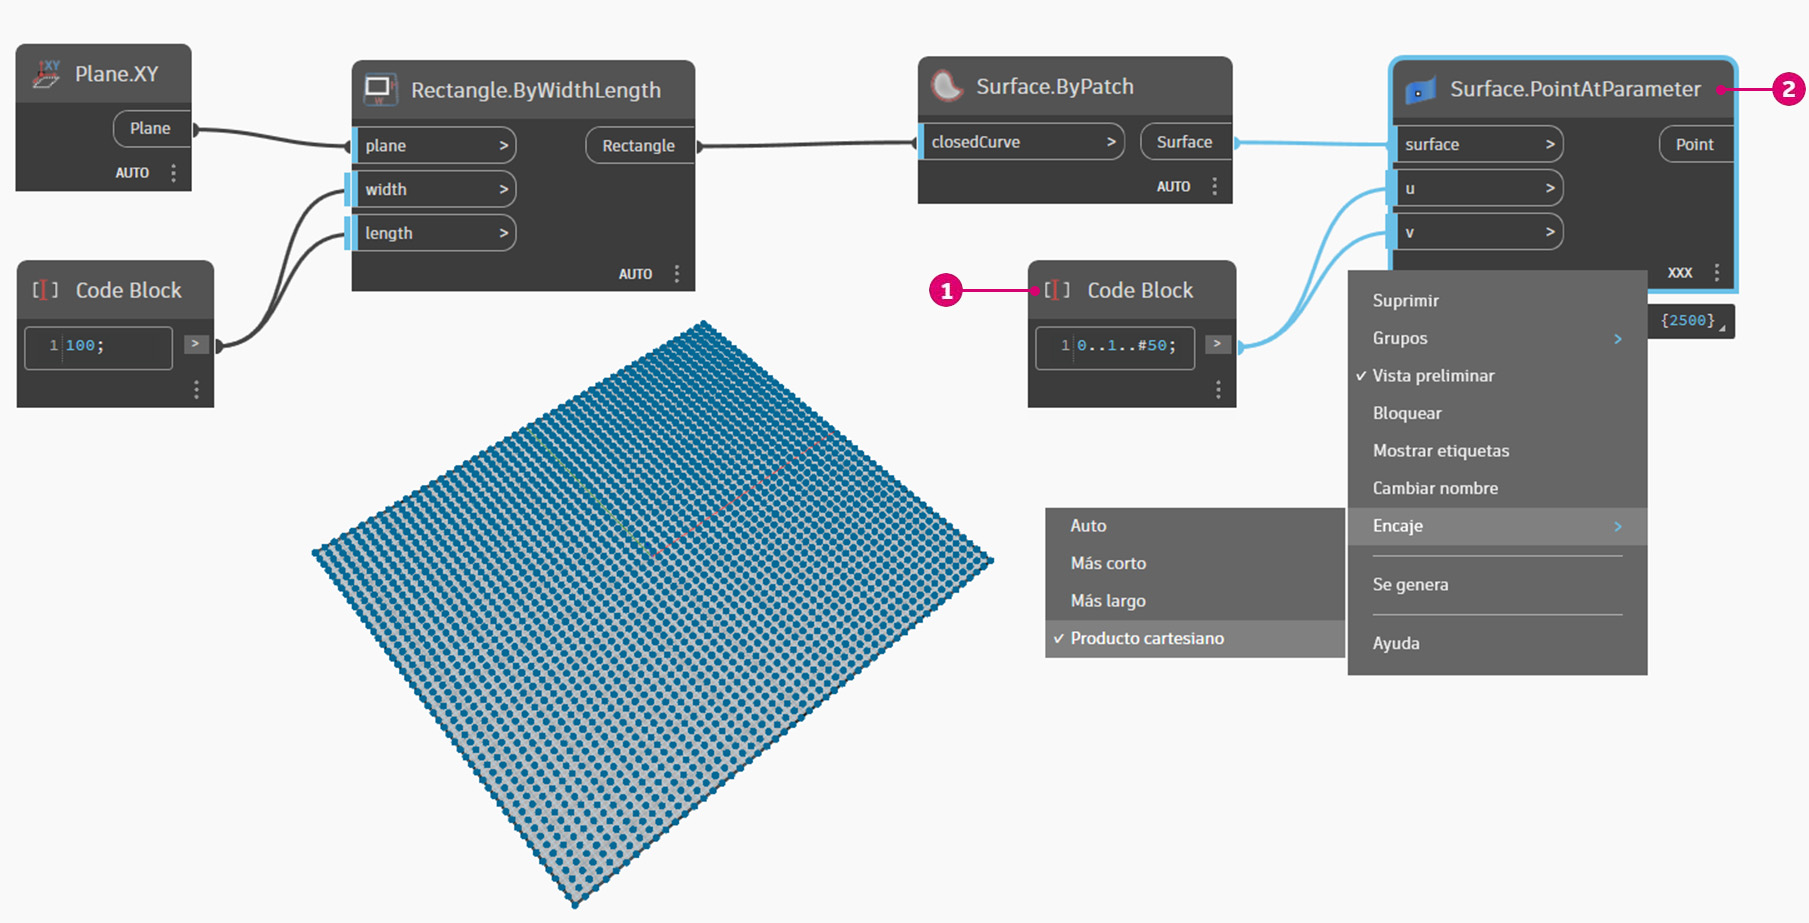 Plane.XY
Plane
AUTO
Rectangle.ByWidthLength
plane >
Rectangle
width >
length >
AUTO
Surface.ByPatch
closedCurve >
Surface
AUTO
Surface.PointAtParameter
2
surface >
Point
u >
v >
XXX
{2500}
Code Block
1 100;
>
1
Code Block
1 0..1..#50;
>
Suprimir
Grupos >
✓ Vista preliminar
Bloquear
Mostrar etiquetas
Cambiar nombre
Encaje >
Se genera
Ayuda
Auto
Más corto
Más largo
✓ Producto cartesiano